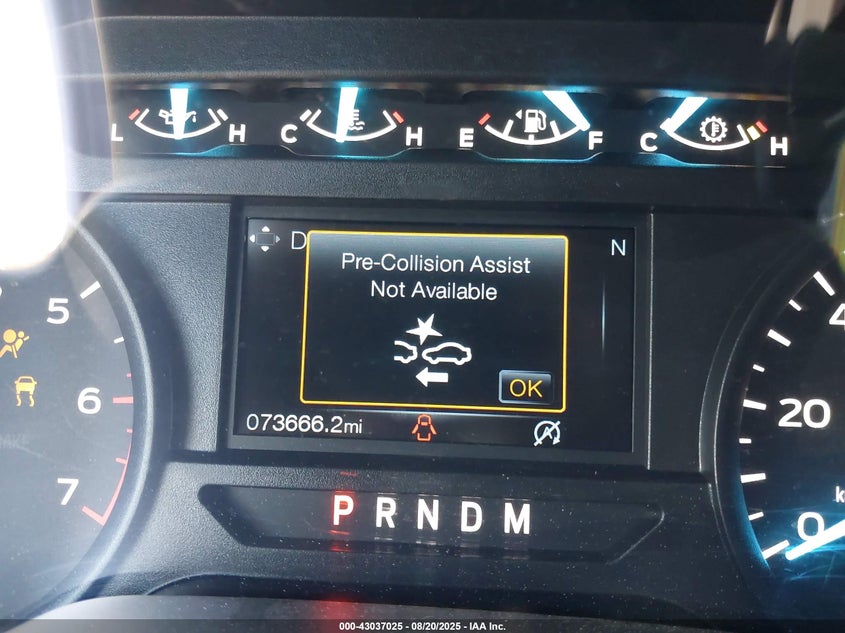 L H C H E F C H
D N
Pre-Collision Assist
Not Available
OK
5
6
7
4
20
0
k
073666.2mi
P R N D M
000-43037025 - 08/20/2025 - IAA Inc.